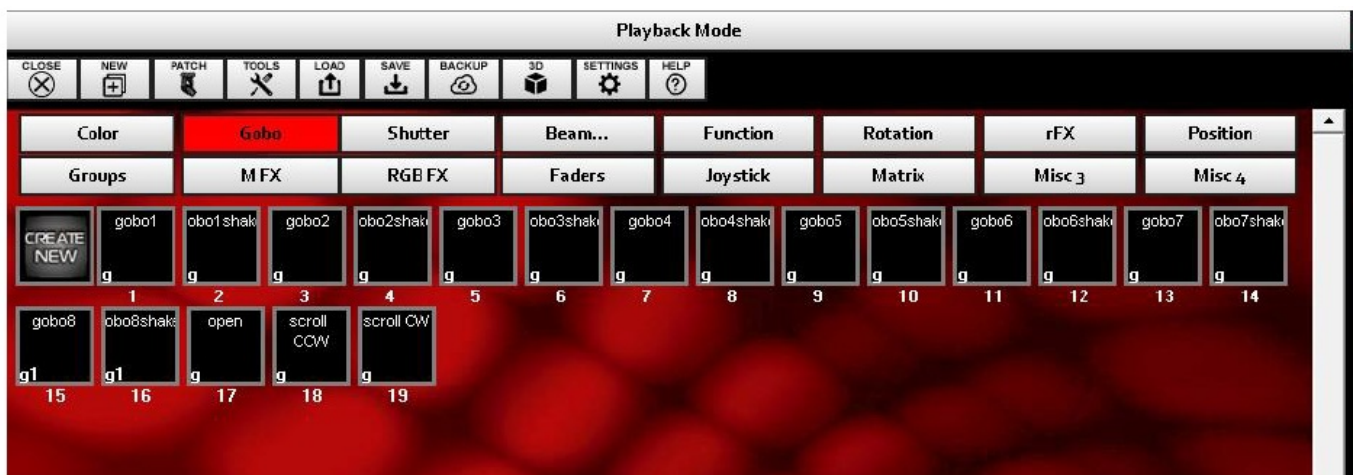 Playback Mode
CLOSE NEW PATCH TOOLS LOAD SAVE BACKUP 3D SETTINGS HELP
Color Gobo Shutter Beam... Function Rotation rFX Position
Groups M FX RGB FX Faders Joystick Matrix Misc 3 Misc 4
CREATE NEW gobo1 obo1shak gobo2 obo2shak gobo3 obo3shak gobo4 obo4shak gobo5 obo5shak gobo6 obo6shak gobo7 obo7shak
g g g g g g g g g g g g g g
1 2 3 4 5 6 7 8 9 10 11 12 13 14
gobo8 obo8shak open scroll CCW scroll CW
g1 g1 g g g
15 16 17 18 19